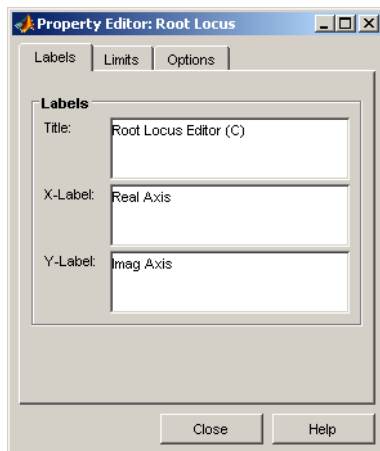 Property Editor: Root Locus
Labels Limits Options
Labels
Title: Root Locus Editor (C)
X-Label: Real Axis
Y-Label: Imag Axis
Close Help